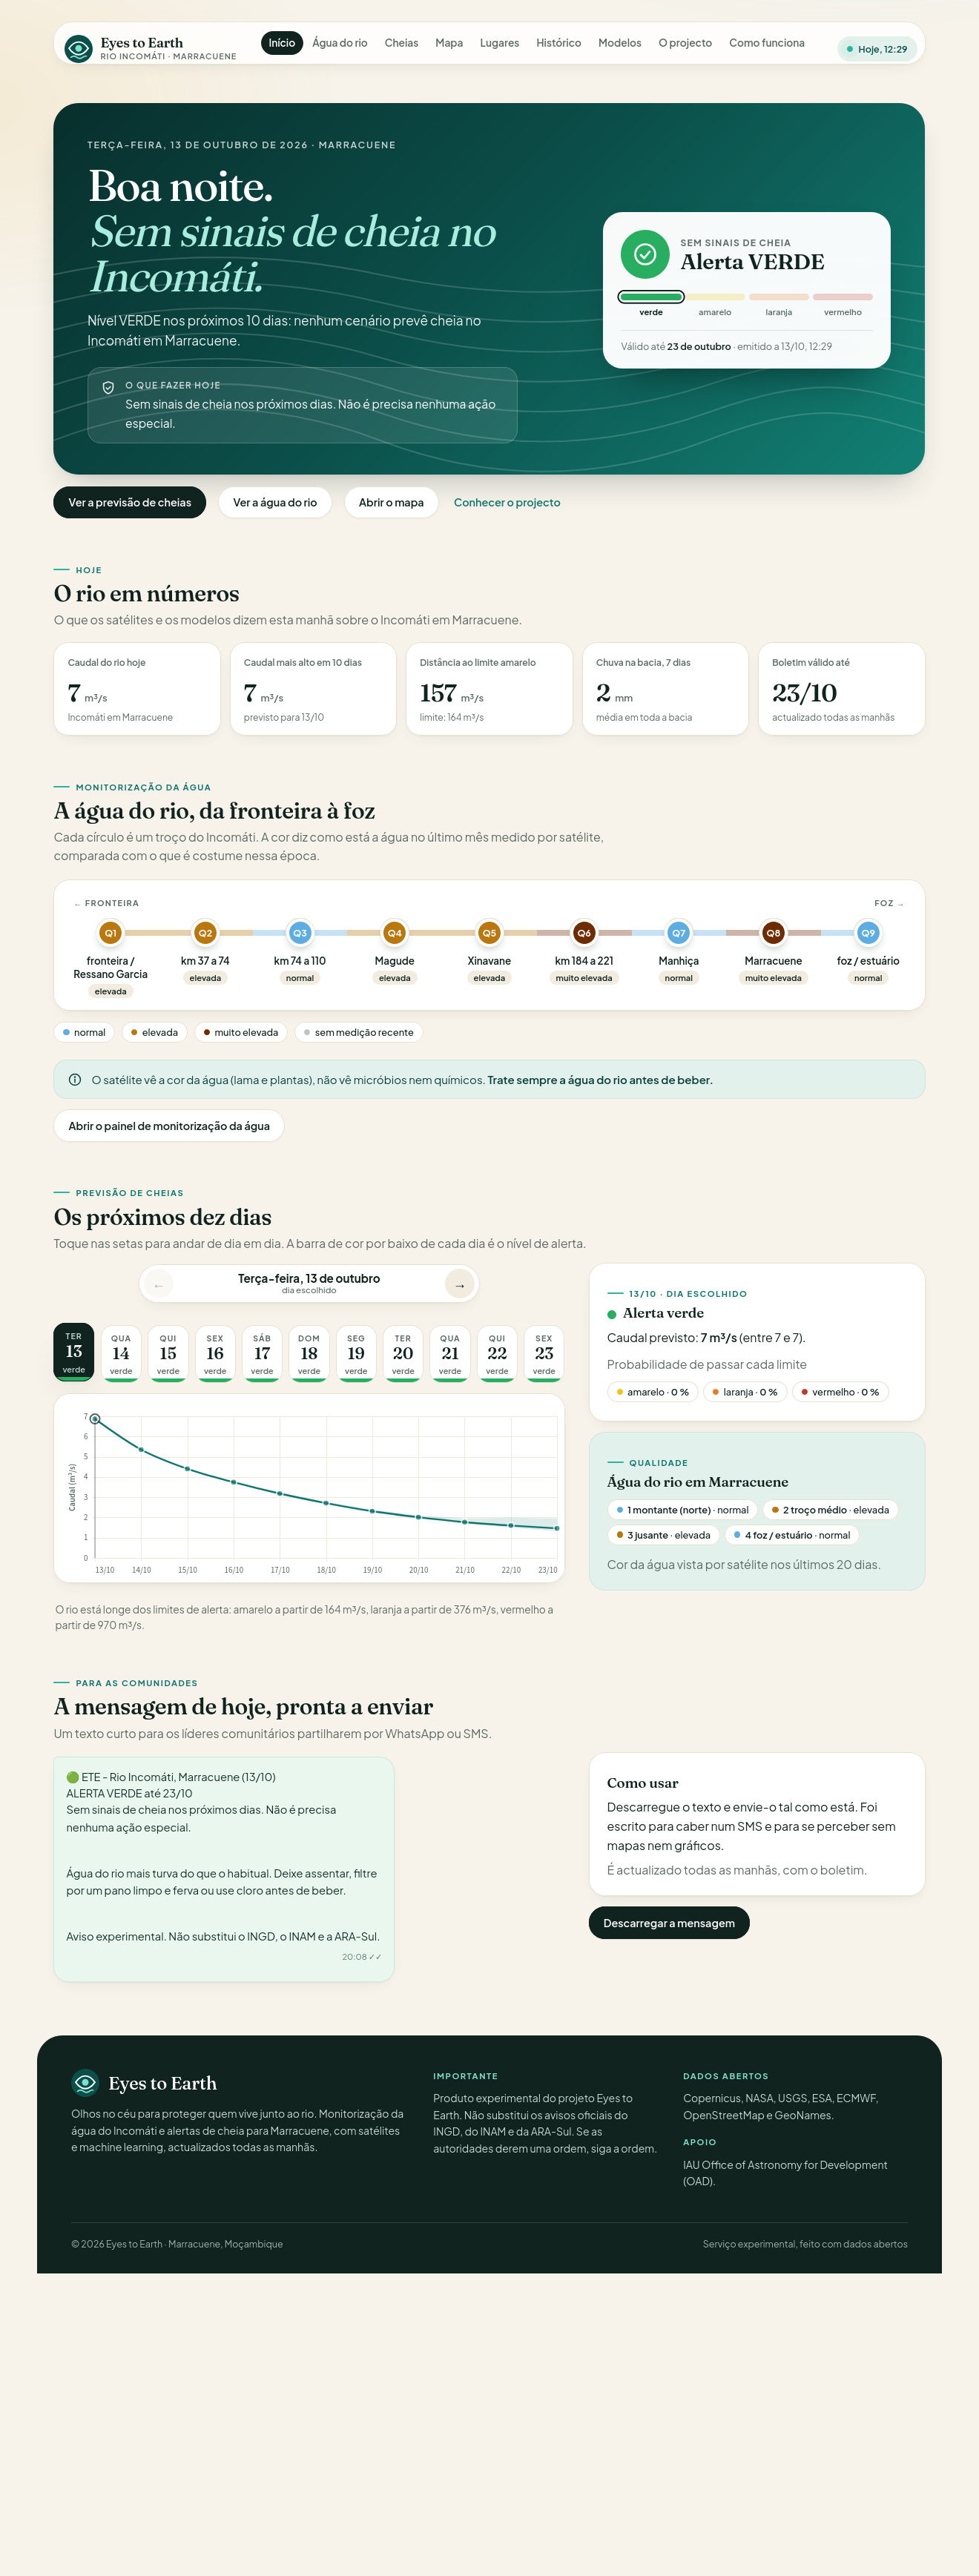 Eyes to Earth
RIO INCOMÁTI · MARRACUENE
Início
Água do rio
Cheias
Mapa
Lugares
Histórico
Modelos
O projecto
Como funciona
Hoje, 12:29
TERÇA-FEIRA, 13 DE OUTUBRO DE 2026 · MARRACUENE
Boa noite.
Sem sinais de cheia no
Incomáti.
Nível VERDE nos próximos 10 dias: nenhum cenário prevê cheia no
Incomáti em Marracuene.
O QUE FAZER HOJE
Sem sinais de cheia nos próximos dias. Não é precisa nenhuma ação
especial.
SEM SINAIS DE CHEIA
Alerta VERDE
verde
amarelo
laranja
vermelho
Válido até 23 de outubro · emitido a 13/10, 12:29
Ver a previsão de cheias
Ver a água do rio
Abrir o mapa
Conhecer o projecto
HOJE
O rio em números
O que os satélites e os modelos dizem esta manhã sobre o Incomáti em Marracuene.
Caudal do rio hoje
7 m³/s
Incomáti em Marracuene
Caudal mais alto em 10 dias
7 m³/s
previsto para 13/10
Distância ao limite amarelo
157 m³/s
limite: 164 m³/s
Chuva na bacia, 7 dias
2 mm
média em toda a bacia
Boletim válido até
23/10
actualizado todas as manhãs
MONITORIZAÇÃO DA ÁGUA
A água do rio, da fronteira à foz
Cada círculo é um troço do Incomáti. A cor diz como está a água no último mês medido por satélite,
comparada com o que é costume nessa época.
← FRONTEIRA
FOZ →
Q1
Q2
Q3
Q4
Q5
Q6
Q7
Q8
Q9
fronteira /
Ressano Garcia
elevada
km 37 a 74
elevada
km 74 a 110
normal
Magude
elevada
Xinavane
elevada
km 184 a 221
muito elevada
Manhiça
normal
Marracuene
muito elevada
foz / estuário
normal
normal
elevada
muito elevada
sem medição recente
O satélite vê a cor da água (lama e plantas), não vê micróbios nem químicos. Trate sempre a água do rio antes de beber.
Abrir o painel de monitorização da água
PREVISÃO DE CHEIAS
Os próximos dez dias
Toque nas setas para andar de dia em dia. A barra de cor por baixo de cada dia é o nível de alerta.
←
Terça-feira, 13 de outubro
dia escolhido
→
TER
13
verde
QUA
14
verde
QUI
15
verde
SEX
16
verde
SÁB
17
verde
DOM
18
verde
SEG
19
verde
TER
20
verde
QUA
21
verde
QUI
22
verde
SEX
23
verde
Caudal (m³/s)
7
6
5
4
3
2
1
0
13/10
14/10
15/10
16/10
17/10
18/10
19/10
20/10
21/10
22/10
23/10
O rio está longe dos limites de alerta: amarelo a partir de 164 m³/s, laranja a partir de 376 m³/s, vermelho a
partir de 970 m³/s.
13/10 · DIA ESCOLHIDO
Alerta verde
Caudal previsto: 7 m³/s (entre 7 e 7).
Probabilidade de passar cada limite
amarelo · 0 %
laranja · 0 %
vermelho · 0 %
QUALIDADE
Água do rio em Marracuene
1 montante (norte) · normal
2 troço médio · elevada
3 jusante · elevada
4 foz / estuário · normal
Cor da água vista por satélite nos últimos 20 dias.
PARA AS COMUNIDADES
A mensagem de hoje, pronta a enviar
Um texto curto para os líderes comunitários partilharem por WhatsApp ou SMS.
🟢 ETE - Rio Incomáti, Marracuene (13/10)
ALERTA VERDE até 23/10
Sem sinais de cheia nos próximos dias. Não é precisa
nenhuma ação especial.
Água do rio mais turva do que o habitual. Deixe assentar, filtre
por um pano limpo e ferva ou use cloro antes de beber.
Aviso experimental. Não substitui o INGD, o INAM e a ARA-Sul.
20:08 ✓✓
Como usar
Descarregue o texto e envie-o tal como está. Foi
escrito para caber num SMS e para se perceber sem
mapas nem gráficos.
É actualizado todas as manhãs, com o boletim.
Descarregar a mensagem
Eyes to Earth
Olhos no céu para proteger quem vive junto ao rio. Monitorização da
água do Incomáti e alertas de cheia para Marracuene, com satélites
e machine learning, actualizados todas as manhãs.
IMPORTANTE
Produto experimental do projeto Eyes to
Earth. Não substitui os avisos oficiais do
INGD, do INAM e da ARA-Sul. Se as
autoridades derem uma ordem, siga a ordem.
DADOS ABERTOS
Copernicus, NASA, USGS, ESA, ECMWF,
OpenStreetMap e GeoNames.
APOIO
IAU Office of Astronomy for Development
(OAD).
© 2026 Eyes to Earth · Marracuene, Moçambique
Serviço experimental, feito com dados abertos